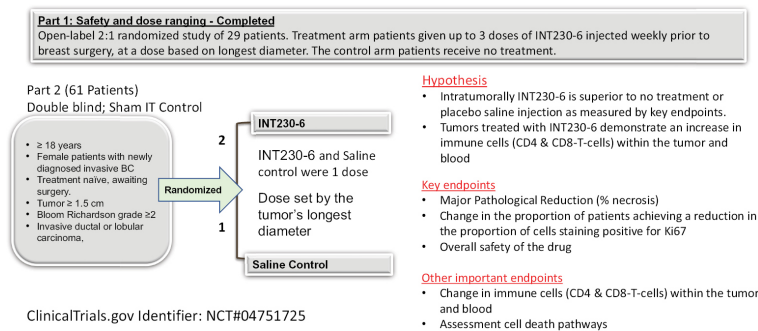 Part 1: Safety and dose ranging - Completed
Open-label 2:1 randomized study of 29 patients. Treatment arm patients given up to 3 doses of INT230-6 injected weekly prior to
breast surgery, at a dose based on longest diameter. The control arm patients receive no treatment.
Part 2 (61 Patients)
Double blind; Sham IT Control
• ≥ 18 years
• Female patients with newly
diagnosed invasive BC
• Treatment naïve, awaiting
surgery.
• Tumor ≥ 1.5 cm
• Bloom Richardson grade ≥2
• Invasive ductal or lobular
carcinoma,
Randomized
2
1
INT230-6
INT230-6 and Saline
control were 1 dose
Dose set by the
tumor's longest
diameter
Saline Control
Hypothesis
• Intratumorally INT230-6 is superior to no treatment or
placebo saline injection as measured by key endpoints.
• Tumors treated with INT230-6 demonstrate an increase in
immune cells (CD4 & CD8-T-cells) within the tumor and
blood
Key endpoints
• Major Pathological Reduction (% necrosis)
• Change in the proportion of patients achieving a reduction in
the proportion of cells staining positive for Ki67
• Overall safety of the drug
Other important endpoints
• Change in immune cells (CD4 & CD8-T-cells) within the tumor
and blood
• Assessment cell death pathways
ClinicalTrials.gov Identifier: NCT#04751725